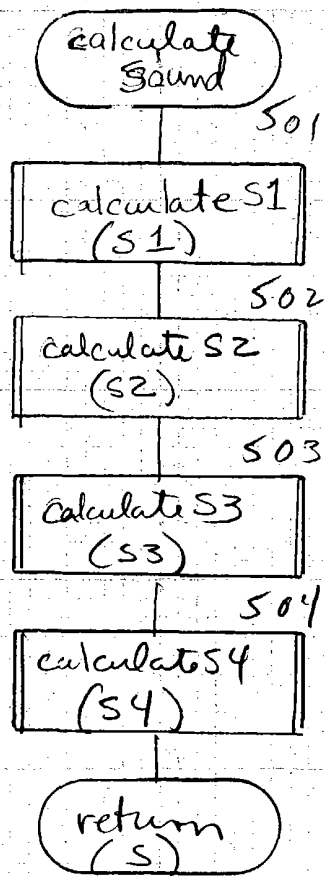 calculate
Sound
501
calculate S1
(S1)
502
calculate S2
(S2)
503
calculate S3
(S3)
504
calculate S4
(S4)
return
(S)